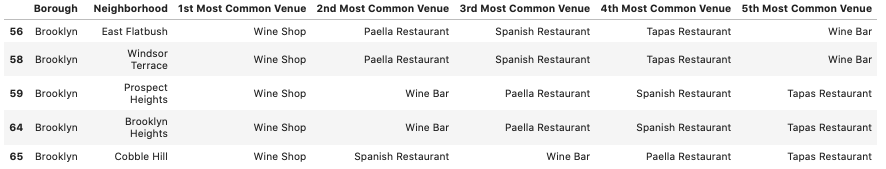 Borough Neighborhood 1st Most Common Venue 2nd Most Common Venue 3rd Most Common Venue 4th Most Common Venue 5th Most Common Venue
56 Brooklyn East Flatbush Wine Shop Paella Restaurant Spanish Restaurant Tapas Restaurant Wine Bar
58 Brooklyn Windsor Terrace Wine Shop Paella Restaurant Spanish Restaurant Tapas Restaurant Wine Bar
59 Brooklyn Prospect Heights Wine Shop Wine Bar Paella Restaurant Spanish Restaurant Tapas Restaurant
64 Brooklyn Brooklyn Heights Wine Shop Wine Bar Paella Restaurant Spanish Restaurant Tapas Restaurant
65 Brooklyn Cobble Hill Wine Shop Spanish Restaurant Wine Bar Paella Restaurant Tapas Restaurant